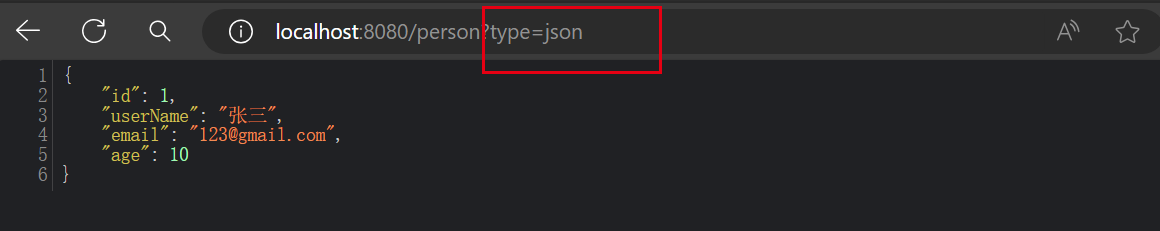 localhost:8080/person?type=json
1 {
2     "id": 1,
3     "userName": "张三",
4     "email": "123@gmail.com",
5     "age": 10
6 }